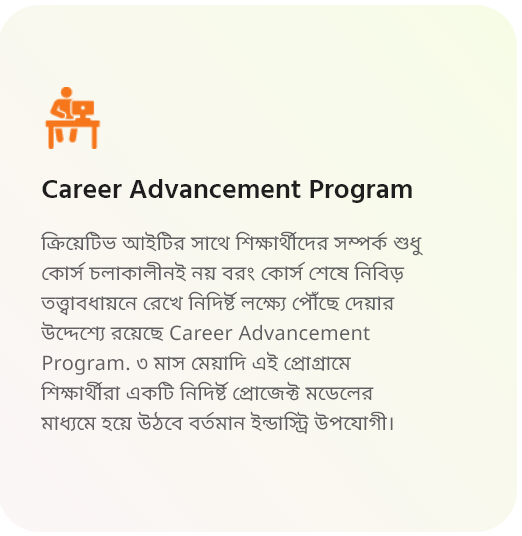 Career Advancement Program
ক্রিয়েটিভ আইটির সাথে শিক্ষার্থীদের সম্পর্ক শুধু
কোর্স চলাকালীনই নয় বরং কোর্স শেষে নিবিড়
তত্ত্বাবধায়নে রেখে নিদির্ষ্ট লক্ষ্যে পৌঁছে দেয়ার
উদ্দেশ্যে রয়েছে Career Advancement
Program. ৩ মাস মেয়াদি এই প্রোগ্রামে
শিক্ষার্থীরা একটি নিদির্ষ্ট প্রোজেক্ট মডেলের
মাধ্যমে হয়ে উঠবে বর্তমান ইন্ডাস্ট্রি উপযোগী।